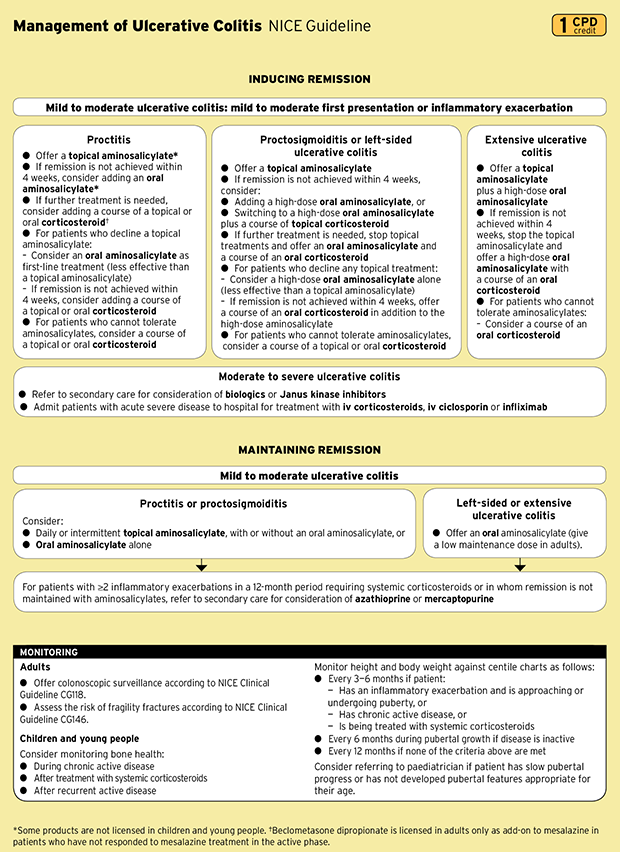 Management of Ulcerative Colitis NICE Guideline
1 CPD credit
INDUCING REMISSION
Mild to moderate ulcerative colitis: mild to moderate first presentation or inflammatory exacerbation
Proctitis
● Offer a topical aminosalicylate*
● If remission is not achieved within
4 weeks, consider adding an oral
aminosalicylate*
● If further treatment is needed,
consider adding a course of a topical or
oral corticosteroid†
● For patients who decline a topical
aminosalicylate:
– Consider an oral aminosalicylate as
first-line treatment (less effective than
a topical aminosalicylate)
– If remission is not achieved within
4 weeks, consider adding a course of
a topical or oral corticosteroid
● For patients who cannot tolerate
aminosalicylates, consider a course of
a topical or oral corticosteroid
Proctosigmoiditis or left-sided
ulcerative colitis
● Offer a topical aminosalicylate
● If remission is not achieved within 4 weeks,
consider:
● Adding a high-dose oral aminosalicylate, or
● Switching to a high-dose oral aminosalicylate
plus a course of topical corticosteroid
● If further treatment is needed, stop topical
treatments and offer an oral aminosalicylate and
a course of an oral corticosteroid
● For patients who decline any topical treatment:
– Consider a high-dose oral aminosalicylate alone
(less effective than a topical aminosalicylate)
– If remission is not achieved within 4 weeks, offer
a course of an oral corticosteroid in addition to the
high-dose aminosalicylate
● For patients who cannot tolerate aminosalicylates,
consider a course of a topical or oral corticosteroid
Extensive ulcerative
colitis
● Offer a topical
aminosalicylate
plus a high-dose oral
aminosalicylate
● If remission is not
achieved within 4
weeks, stop the topical
aminosalicylate and
offer a high-dose oral
aminosalicylate with
a course of an oral
corticosteroid
● For patients who cannot
tolerate aminosalicylates:
– Consider a course of an
oral corticosteroid
Moderate to severe ulcerative colitis
● Refer to secondary care for consideration of biologics or Janus kinase inhibitors
● Admit patients with acute severe disease to hospital for treatment with iv corticosteroids, iv ciclosporin or infliximab
MAINTAINING REMISSION
Mild to moderate ulcerative colitis
Proctitis or proctosigmoiditis
Consider:
● Daily or intermittent topical aminosalicylate, with or without an oral aminosalicylate, or
● Oral aminosalicylate alone
Left-sided or extensive
ulcerative colitis
● Offer an oral aminosalicylate (give
a low maintenance dose in adults).
For patients with ≥2 inflammatory exacerbations in a 12-month period requiring systemic corticosteroids or in whom remission is not
maintained with aminosalicylates, refer to secondary care for consideration of azathioprine or mercaptopurine
MONITORING
Adults
● Offer colonoscopic surveillance according to NICE Clinical
Guideline CG118.
● Assess the risk of fragility fractures according to NICE Clinical
Guideline CG146.
Children and young people
Consider monitoring bone health:
● During chronic active disease
● After treatment with systemic corticosteroids
● After recurrent active disease
Monitor height and body weight against centile charts as follows:
● Every 3–6 months if patient:
– Has an inflammatory exacerbation and is approaching or
undergoing puberty, or
– Has chronic active disease, or
– Is being treated with systemic corticosteroids
● Every 6 months during pubertal growth if disease is inactive
● Every 12 months if none of the criteria above are met
Consider referring to paediatrician if patient has slow pubertal
progress or has not developed pubertal features appropriate for
their age.
*Some products are not licensed in children and young people. †Beclometasone dipropionate is licensed in adults only as add-on to mesalazine in
patients who have not responded to mesalazine treatment in the active phase.